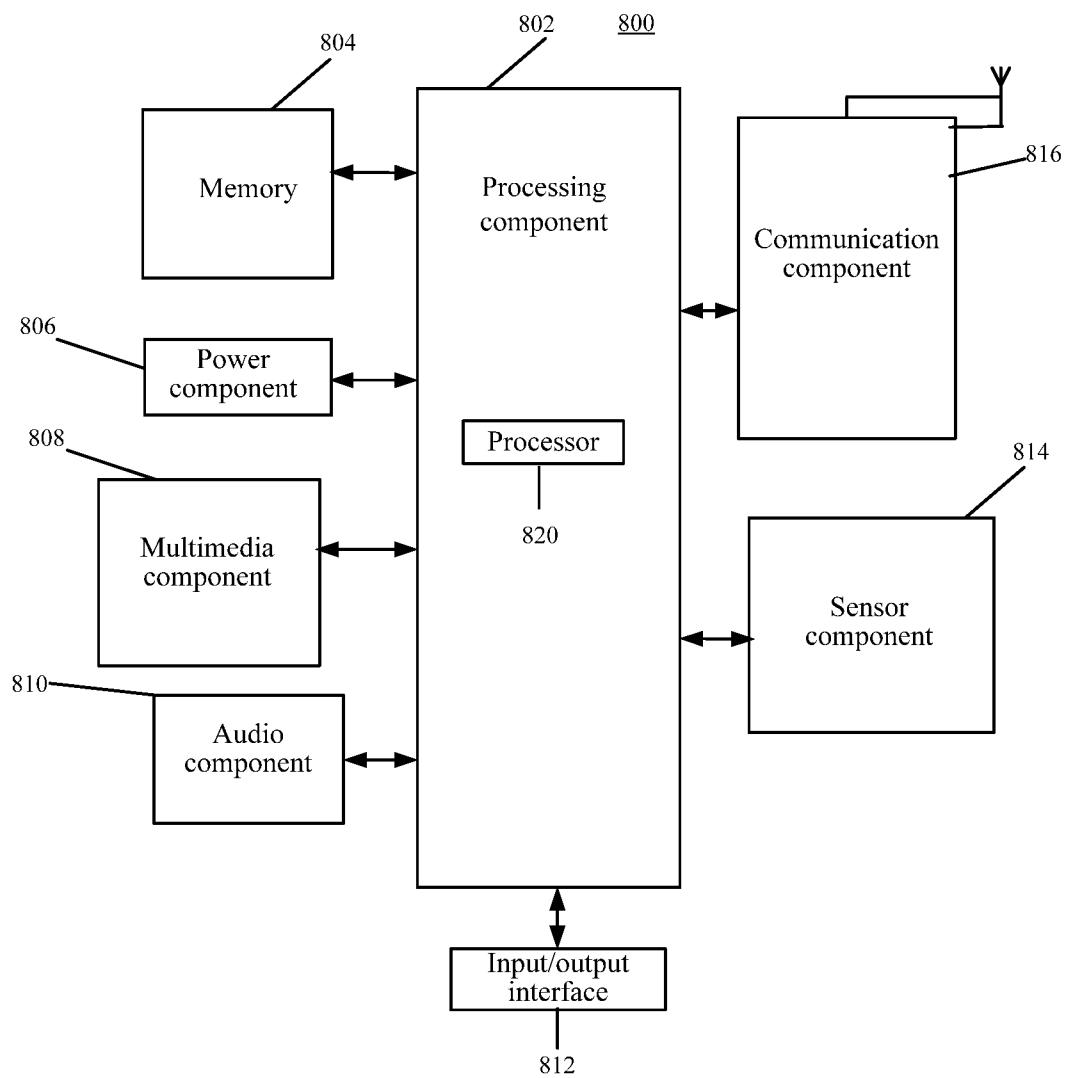 802
800
804
Memory
Processing
component
816
Communication
component
806
Power
component
808
Processor
820
814
Multimedia
component
Sensor
component
810
Audio
component
Input/output
interface
812